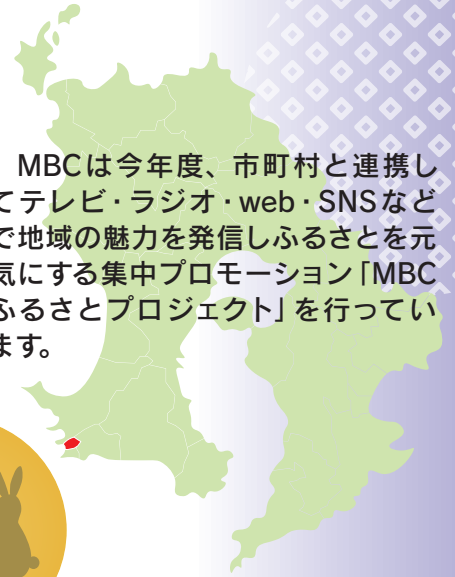 MBCは今年度、市町村と連携し
てテレビ・ラジオ・web・SNSなど
で地域の魅力を発信しふるさとを元
気にする集中プロモーション「MBC
ふるさとプロジェクト」を行ってい
ます。